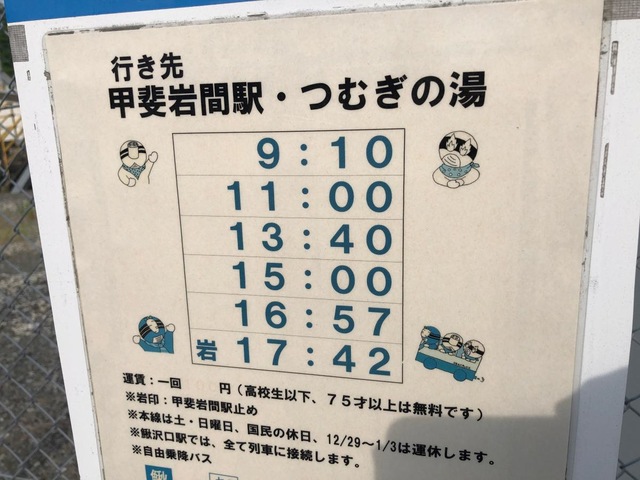 行き先
甲斐岩間駅・つむぎの湯
9:10
11:00
13:40
15:00
16:57
岩 17:42
運賃:一回 円(高校生以下、75才以上は無料です)
※岩印:甲斐岩間駅止め
※本線は土・日曜日、国民の休日、12/29〜1/3は運休します。
※鰍沢口駅では、全て列車に接続します。
※自由乗降バス